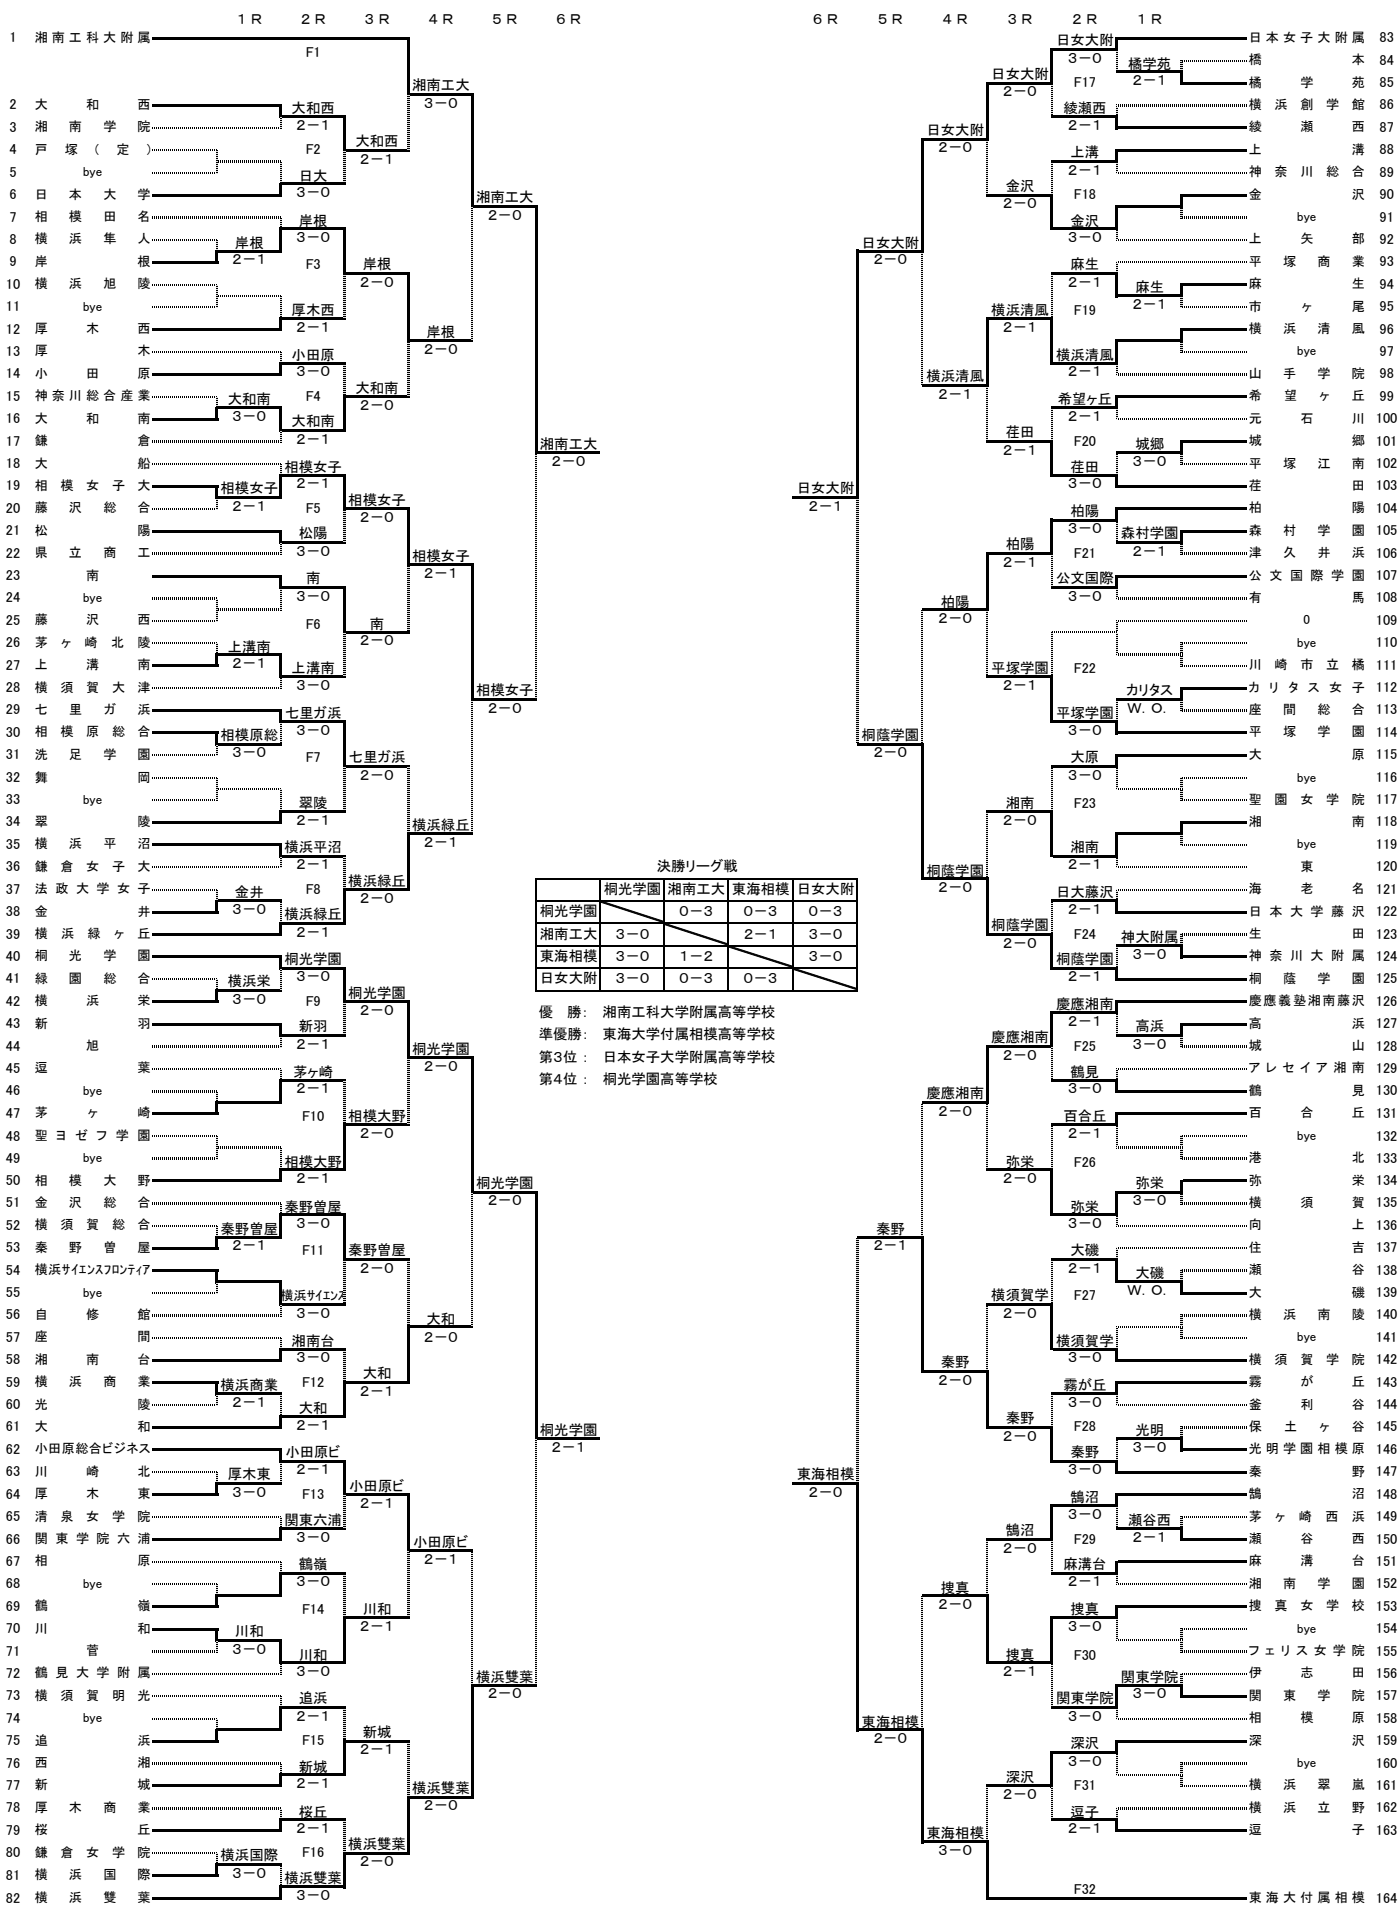 1R 2R 3R 4R 5R 6R
6R 5R 4R 3R 2R 1R
1 湘南工科大附属
2 大和西
3 湘南学院
4 戸塚(定)
5 bye
6 日本大学
7 相模田名
8 横浜隼人
9 岸根
10 横浜旭陵
11 bye
12 厚木西
13 厚木
14 小田原
15 神奈川総合産業
16 大和南
17 鎌倉
18 大船
19 相模女子大
20 藤沢総合
21 松陽
22 県立商工
23 南
24 bye
25 藤沢西
26 茅ヶ崎北陵
27 上溝南
28 横須賀大津
29 七里ガ浜
30 相模原総合
31 洗足学園
32 舞岡
33 bye
34 翠陵
35 横浜平沼
36 鎌倉女子大
37 法政大学女子
38 金井
39 横浜緑ヶ丘
40 桐光学園
41 緑園総合
42 横浜栄
43 新羽
44 旭
45 逗葉
46 bye
47 茅ヶ崎
48 聖ヨゼフ学園
49 bye
50 相模大野
51 金沢総合
52 横須賀総合
53 秦野曽屋
54 横浜サイエンスフロンティア
55 bye
56 自修館
57 座間
58 湘南台
59 横浜商業
60 光陵
61 大和
62 小田原総合ビジネス
63 川崎北
64 厚木東
65 清泉女学院
66 関東学院六浦
67 相原
68 bye
69 鶴嶺
70 川和
71 菅
72 鶴見大学附属
73 横須賀明光
74 bye
75 追浜
76 西湘
77 新城
78 厚木商業
79 桜丘
80 鎌倉女学院
81 横浜国際
82 横浜雙葉
岸根 2-1
大和南 3-0
相模女子 2-1
上溝南 2-1
相模原総 3-0
金井 3-0
横浜栄 3-0
秦野曽屋 2-1
横浜商業 2-1
厚木東 3-0
川和 3-0
横浜国際 3-0
F1
大和西 2-1
F2
日大 3-0
岸根 3-0
F3
厚木西 2-1
小田原 3-0
F4
大和南 2-1
相模女子 2-1
F5
松陽 3-0
南 3-0
F6
上溝南 3-0
七里ガ浜 3-0
F7
翠陵 2-1
横浜平沼 2-1
F8
横浜緑丘 2-1
桐光学園 3-0
F9
新羽 2-1
茅ヶ崎 2-1
F10
相模大野 2-1
秦野曽屋 3-0
F11
横浜サイエンス 3-0
湘南台 3-0
F12
大和 2-1
小田原ビ 2-1
F13
関東六浦 3-0
鶴嶺 3-0
F14
川和 3-0
追浜 2-1
F15
新城 2-1
桜丘 2-1
F16
横浜雙葉 3-0
大和西 2-1
岸根 2-0
大和南 2-0
相模女子 2-0
南 2-0
七里ガ浜 2-0
横浜緑丘 2-0
桐光学園 2-0
相模大野 2-0
秦野曽屋 2-0
大和 2-1
小田原ビ 2-1
川和 2-1
新城 2-1
横浜雙葉 2-0
湘南工大 3-0
岸根 2-0
相模女子 2-1
横浜緑丘 2-1
桐光学園 2-0
大和 2-0
小田原ビ 2-1
横浜雙葉 2-0
湘南工大 2-0
相模女子 2-0
桐光学園 2-0
横浜雙葉 2-0
湘南工大 2-0
桐光学園 2-1
決勝リーグ戦
桐光学園 湘南工大 東海相模 日女大附
桐光学園 0-3 0-3 0-3
湘南工大 3-0 2-1 3-0
東海相模 3-0 1-2 3-0
日女大附 3-0 0-3 0-3
優 勝: 湘南工科大学附属高等学校
準優勝: 東海大学付属相模高等学校
第3位: 日本女子大学附属高等学校
第4位: 桐光学園高等学校
日女大附 2-1
東海相模 2-0
日女大附 2-0
桐蔭学園 2-0
秦野 2-1
東海相模 2-0
日女大附 2-0
横浜清風 2-1
柏陽 2-0
桐蔭学園 2-0
慶應湘南 2-0
秦野 2-0
捜真 2-0
東海相模 3-0
日女大附 2-0
金沢 2-0
横浜清風 2-1
荏田 2-1
柏陽 2-1
平塚学園 2-1
湘南 2-0
桐蔭学園 2-0
慶應湘南 2-0
弥栄 2-0
横須賀学 2-0
秦野 2-0
鵠沼 2-0
捜真 2-1
深沢 2-0
日女大附 3-0
F17
綾瀬西 2-1
上溝 2-1
F18
金沢 3-0
麻生 2-1
F19
横浜清風 2-1
希望ヶ丘 2-1
F20
荏田 3-0
柏陽 3-0
F21
公文国際 3-0
F22
平塚学園 3-0
大原 3-0
F23
湘南 2-1
日大藤沢 2-1
F24
桐蔭学園 2-1
慶應湘南 2-1
F25
鶴見 3-0
百合丘 2-1
F26
弥栄 3-0
大磯 2-1
F27
横須賀学 3-0
霧が丘 3-0
F28
秦野 3-0
鵠沼 3-0
F29
麻溝台 2-1
捜真 3-0
F30
関東学院 3-0
深沢 3-0
F31
逗子 2-1
F32
橘学苑 2-1
麻生 2-1
城郷 3-0
森村学園 2-1
カリタス W.O.
神大附属 3-0
高浜 3-0
弥栄 3-0
大磯 W.O.
光明 3-0
瀬谷西 2-1
関東学院 3-0
日本女子大附属 83
橋本 84
橘学苑 85
横浜創学館 86
綾瀬西 87
上溝 88
神奈川総合 89
金沢 90
bye 91
上矢部 92
平塚商業 93
麻生 94
市ヶ尾 95
横浜清風 96
bye 97
山手学院 98
希望ヶ丘 99
元石川 100
城郷 101
平塚江南 102
荏田 103
柏陽 104
森村学園 105
津久井浜 106
公文国際学園 107
有馬 108
0 109
bye 110
川崎市立橘 111
カリタス女子 112
座間総合 113
平塚学園 114
大原 115
bye 116
聖園女学院 117
湘南 118
bye 119
東 120
海老名 121
日本大学藤沢 122
生田 123
神奈川大附属 124
桐蔭学園 125
慶應義塾湘南藤沢 126
高浜 127
城山 128
アレセイア湘南 129
鶴見 130
百合丘 131
bye 132
港北 133
弥栄 134
横須賀 135
向上 136
住吉 137
瀬谷 138
大磯 139
横浜南陵 140
bye 141
横須賀学院 142
霧が丘 143
釜利谷 144
保土ヶ谷 145
光明学園相模原 146
秦野 147
鵠沼 148
茅ヶ崎西浜 149
瀬谷西 150
麻溝台 151
湘南学園 152
捜真女学校 153
bye 154
フェリス女学院 155
伊志田 156
関東学院 157
相模原 158
深沢 159
bye 160
横浜翠嵐 161
横浜立野 162
逗子 163
東海大付属相模 164